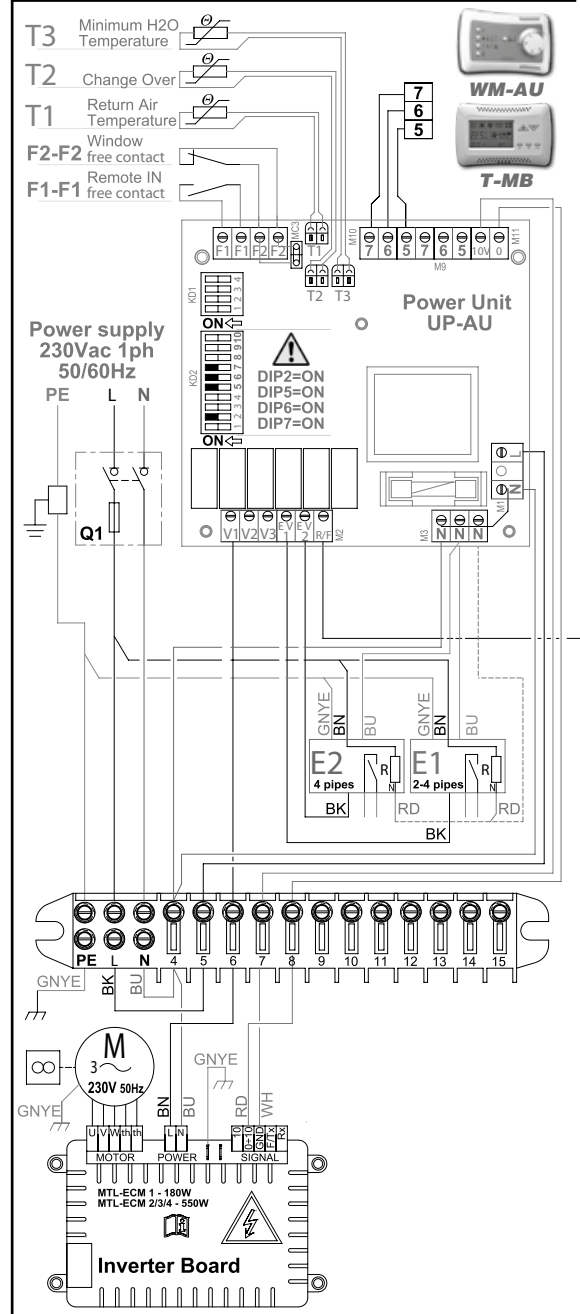 T3 Minimum H2O Temperature
T2 Change Over
T1 Return Air Temperature
F2-F2 Window free contact
F1-F1 Remote IN free contact
7
6
5
WM-AU
T-MB
F1 F1 F2 F2
MC3
T1
T2 T3
M10
7 6 5 7 6 5 10V 0
M9
M11
KD1
1 2 3 4
ON
KD2
1 2 3 4 5 6 7 8 9 10
ON
DIP2=ON
DIP5=ON
DIP6=ON
DIP7=ON
Power Unit
UP-AU
Power supply
230Vac 1ph
50/60Hz
PE L N
Q1
L
N
M1
V1 V2 V3 EV1 EV2 R/F
M2
M3
N N N
GNYE
BN
BU
E2
4 pipes
R
N
BK
RD
GNYE
BN
BU
E1
2-4 pipes
R
N
BK
RD
PE L N 4 5 6 7 8 9 10 11 12 13 14 15
GNYE
BK
BU
M
3
230V 50Hz
GNYE
BN
BU
GNYE
RD
WH
U V W th th
MOTOR
L N
POWER
10
0÷10
GND
F/Tx
Rx
SIGNAL
MTL-ECM 1 - 180W
MTL-ECM 2/3/4 - 550W
i
Inverter Board